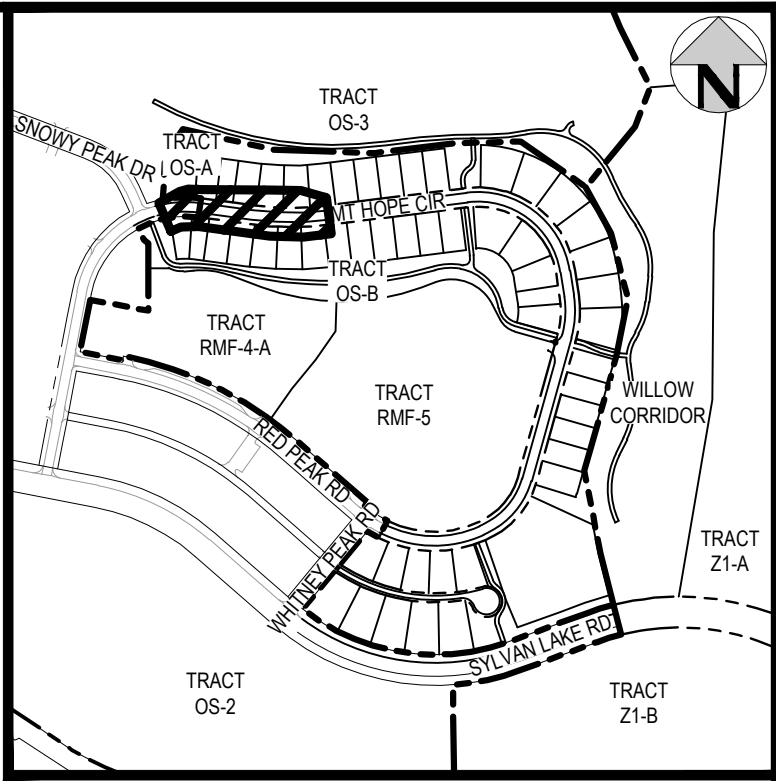 N
TRACT
OS-3
SNOWY PEAK DR
TRACT
OS-A
MT HOPE CIR
TRACT
OS-B
TRACT
RMF-4-A
TRACT
RMF-5
WILLOW
CORRIDOR
RED PEAK RD
WHITNEY PEAK RD
TRACT
Z1-A
SYLVAN LAKE RD
TRACT
OS-2
TRACT
Z1-B